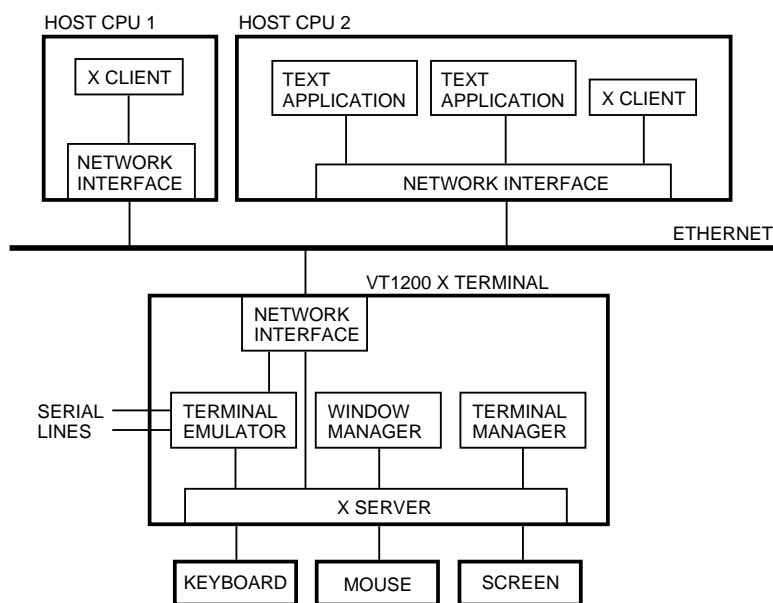 HOST CPU 1
HOST CPU 2
X CLIENT
TEXT
APPLICATION
TEXT
APPLICATION
X CLIENT
NETWORK
INTERFACE
NETWORK INTERFACE
ETHERNET
VT1200 X TERMINAL
NETWORK
INTERFACE
SERIAL
LINES
TERMINAL
EMULATOR
WINDOW
MANAGER
TERMINAL
MANAGER
X SERVER
KEYBOARD
MOUSE
SCREEN